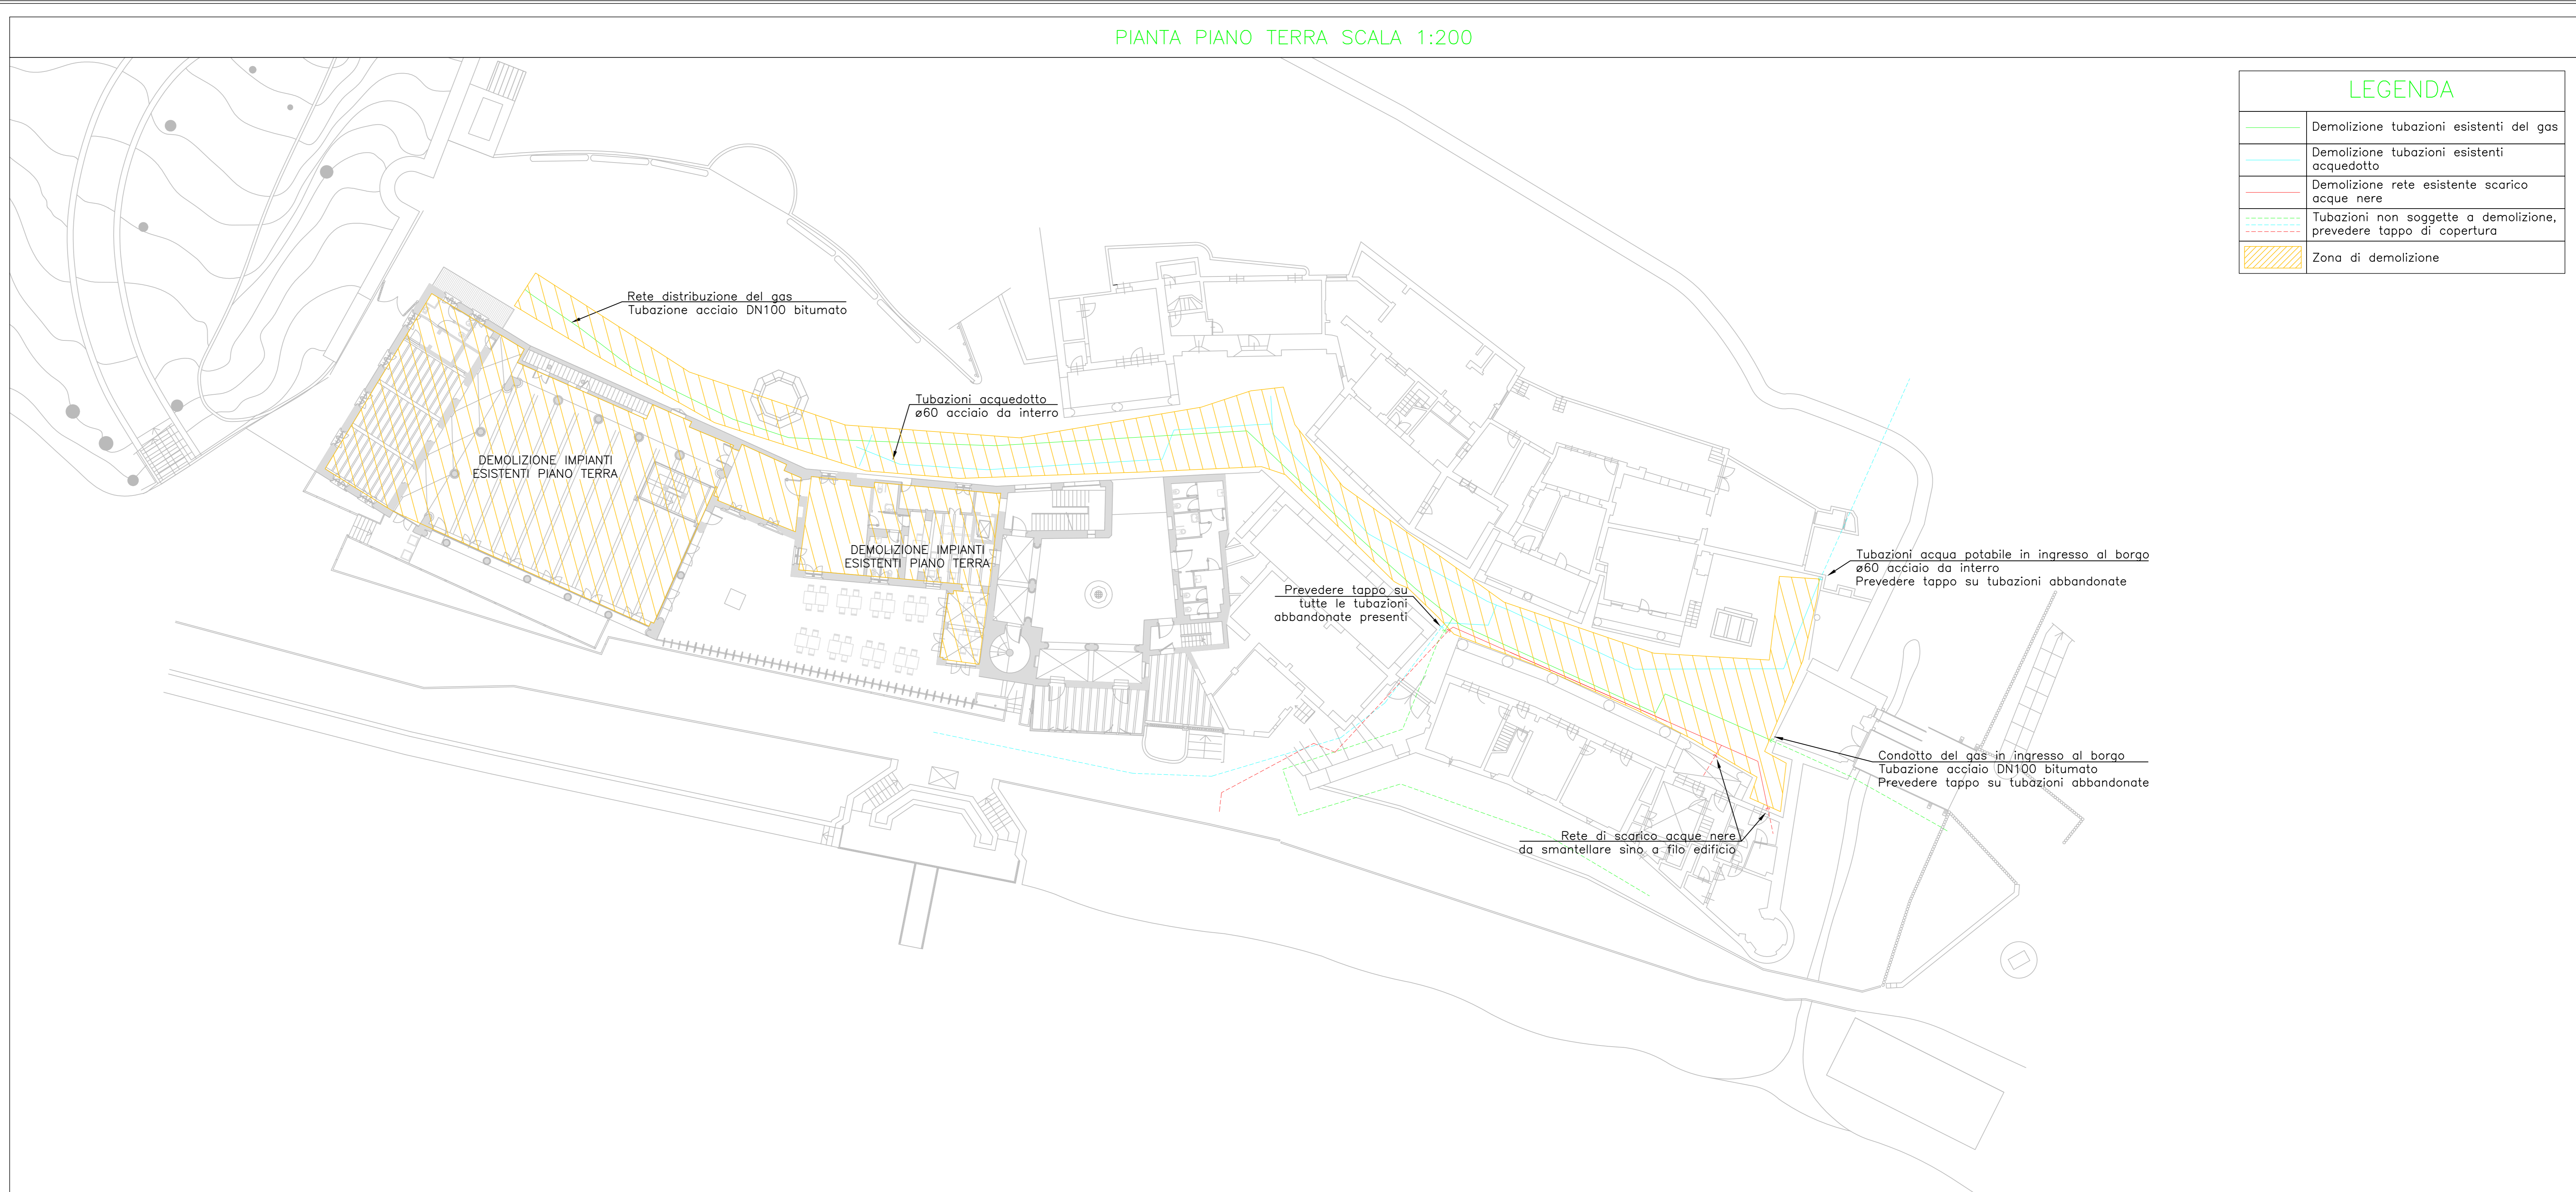 PIANTA PIANO TERRA SCALA 1:200
LEGENDA
Demolizione tubazioni esistenti del gas
Demolizione tubazioni esistenti
acquedotto
Demolizione rete esistente scarico
acque nere
Tubazioni non soggette a demolizione,
prevedere tappo di copertura
Zona di demolizione
Rete distribuzione del gas
Tubazione acciaio DN100 bitumato
Tubazioni acquedotto
ø60 acciaio da interro
DEMOLIZIONE IMPIANTI
ESISTENTI PIANO TERRA
DEMOLIZIONE IMPIANTI
ESISTENTI PIANO TERRA
Prevedere tappo su
tutte le tubazioni
abbandonate presenti
Tubazioni acqua potabile in ingresso al borgo
ø60 acciaio da interro
Prevedere tappo su tubazioni abbandonate
Condotto del gas in ingresso al borgo
Tubazione acciaio DN100 bitumato
Prevedere tappo su tubazioni abbandonate
Rete di scarico acque nere
da smantellare sino a filo edificio